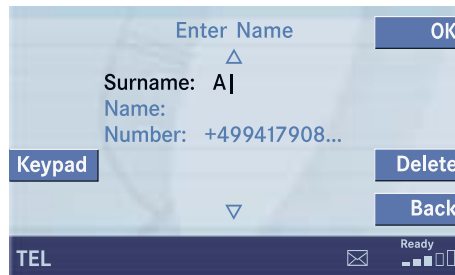 Enter Name
OK
Surname: A
Name:
Number: +499417908...
Keypad
Delete
Back
TEL
Ready